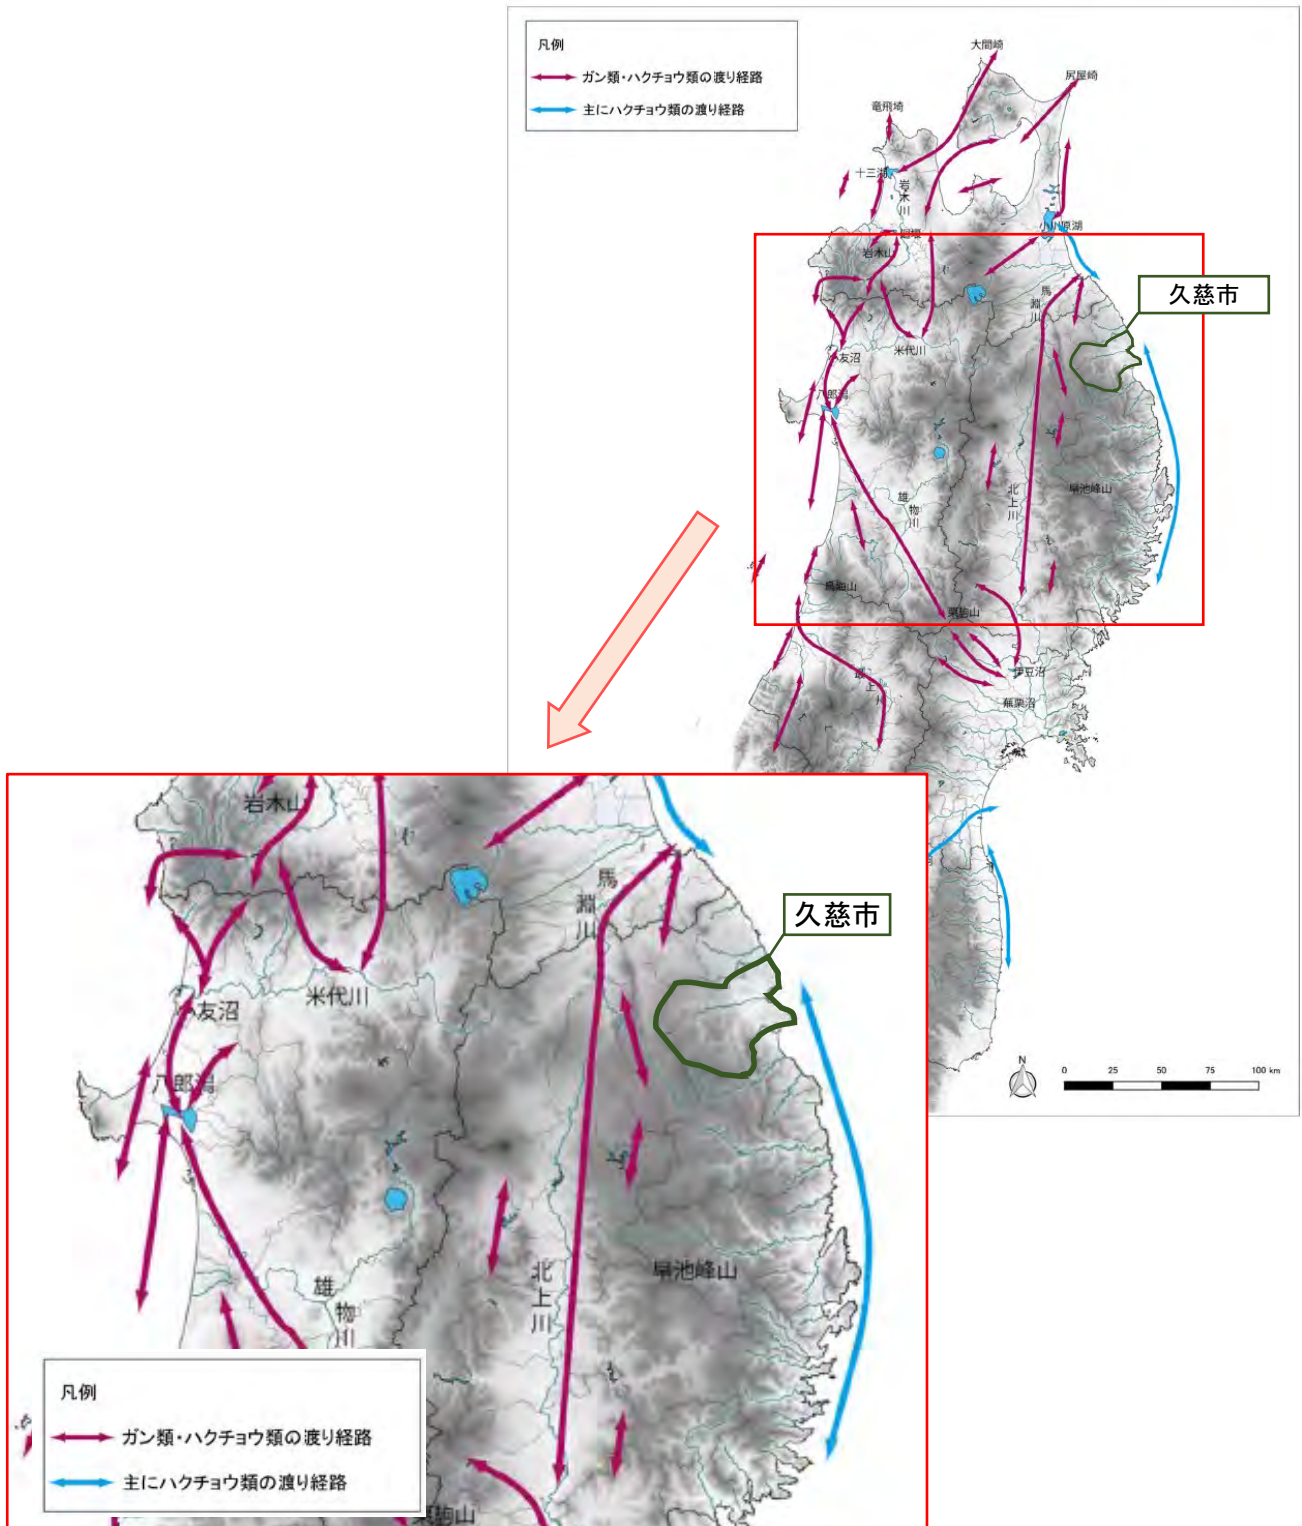 凡例
ガン類・ハクチョウ類の渡り経路
主にハクチョウ類の渡り経路
大間崎
尻屋崎
竜飛埼
十三湖
岩木川
小川原湖
岩木山
久慈市
馬淵川
米代川
小友沼
八郎潟
雄物川
北上川
早池峰山
鳥海山
栗駒山
伊豆沼
最上川
蕪栗沼
N
0 25 50 75 100 km
岩木山
馬淵川
久慈市
米代川
小友沼
八郎潟
雄物川
北上川
早池峰山
凡例
ガン類・ハクチョウ類の渡り経路
主にハクチョウ類の渡り経路
栗駒山